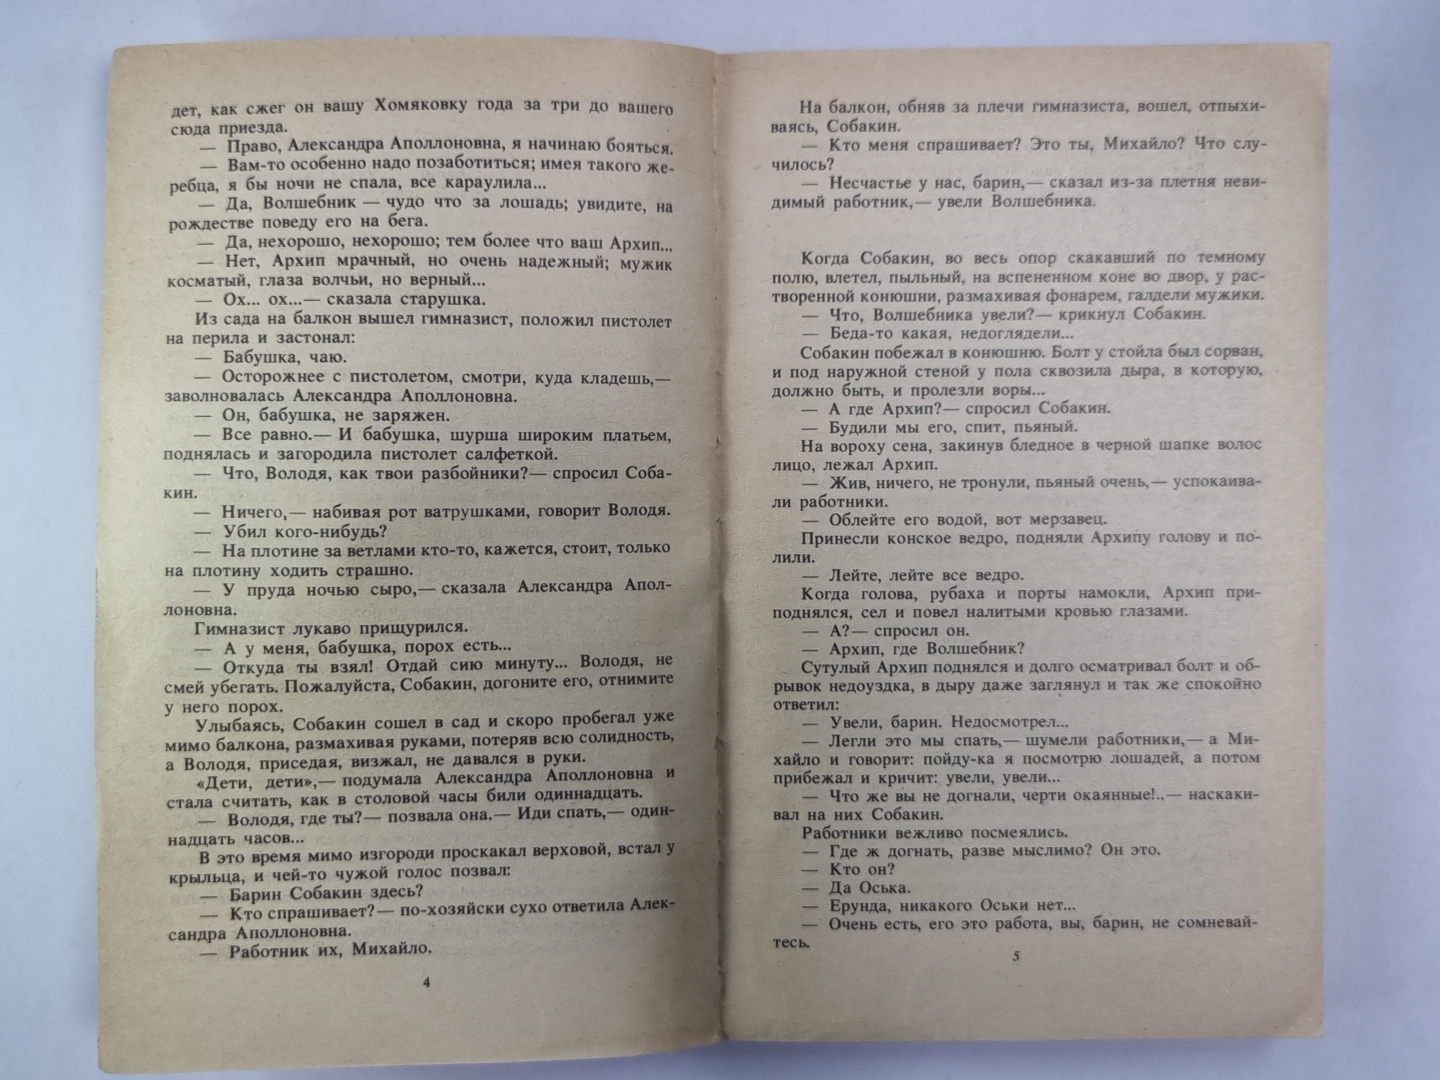 дет, как сжег он вашу Хомяковку года за три до вашего
сюда приезда.
— Право, Александра Аполлоновна, я начинаю бояться.
— Вам-то особенно надо позаботиться; имея такого же-
ребца, я бы ночи не спала, все караулила...
— Да, Волшебник — чудо что за лошадь; увидите, на
рождестве поведу его на бега.
— Да, нехорошо, нехорошо; тем более что ваш Архип...
— Нет, Архип мрачный, но очень надежный; мужик
косматый, глаза волчьи, но верный...
— Ох... ох...— сказала старушка.
Из сада на балкон вышел гимназист, положил пистолет
на перила и застонал:
— Бабушка, чаю.
— Осторожнее с пистолетом, смотри, куда кладешь,—
заволновалась Александра Аполлоновна.
— Он, бабушка, не заряжен.
— Все равно.— И бабушка, шурша широким платьем,
поднялась и загородила пистолет салфеткой.
— Что, Володя, как твои разбойники?— спросил Соба-
кин.
— Ничего,— набивая рот ватрушками, говорит Володя.
— Убил кого-нибудь?
— На плотине за ветлами кто-то, кажется, стоит, только
на плотину ходить страшно.
— У пруда ночью сыро,— сказала Александра Апол-
лоновна.
Гимназист лукаво прищурился.
— А у меня, бабушка, порох есть...
— Откуда ты взял! Отдай сию минуту... Володя, не
смей убегать. Пожалуйста, Собакин, догоните его, отнимите
у него порох.
Улыбаясь, Собакин сошел в сад и скоро пробегал уже
мимо балкона, размахивая руками, потеряв всю солидность,
а Володя, приседая, визжал, не давался в руки.
«Дети, дети»,— подумала Александра Аполлоновна и
стала считать, как в столовой часы били одиннадцать.
— Володя, где ты?— позвала она.— Иди спать,— один-
надцать часов...
В это время мимо изгороди проскакал верховой, встал у
крыльца, и чей-то чужой голос позвал:
— Барин Собакин здесь?
— Кто спрашивает?— по-хозяйски сухо ответила Алек-
сандра Аполлоновна.
— Работник их, Михайло.
4
На балкон, обняв за плечи гимназиста, вошел, отпыхи-
ваясь, Собакин.
— Кто меня спрашивает? Это ты, Михайло? Что слу-
чилось?
— Несчастье у нас, барин,— сказал из-за плетня неви-
димый работник,— увели Волшебника.
Когда Собакин, во весь опор скакавший по темному
полю, влетел, пыльный, на вспененном коне во двор, у рас-
творенной конюшни, размахивая фонарем, галдели мужики.
— Что, Волшебника увели?— крикнул Собакин.
— Беда-то какая, недоглядели...
Собакин побежал в конюшню. Болт у стойла был сорван,
и под наружной стеной у пола сквозила дыра, в которую,
должно быть, и пролезли воры...
— А где Архип?— спросил Собакин.
— Будили мы его, спит, пьяный.
На вороху сена, закинув бледное в черной шапке волос
лицо, лежал Архип.
— Жив, ничего, не тронули, пьяный очень,— успокаива-
ли работники.
— Облейте его водой, вот мерзавец.
Принесли конское ведро, подняли Архипу голову и по-
лили.
— Лейте, лейте все ведро.
Когда голова, рубаха и порты намокли, Архип при-
поднялся, сел и повел налитыми кровью глазами.
— А?— спросил он.
— Архип, где Волшебник?
Сутулый Архип поднялся и долго осматривал болт и об-
рывок недоуздка, в дыру даже заглянул и так же спокойно
ответил:
— Увели, барин. Недосмотрел...
— Легли это мы спать,— шумели работники,— а Ми-
хайло и говорит: пойду-ка я посмотрю лошадей, а потом
прибежал и кричит: увели, увели...
— Что же вы не догнали, черти окаянные!..— наскаки-
вал на них Собакин.
Работники вежливо посмеялись.
— Где ж догнать, разве мыслимо? Он это.
— Кто он?
— Да Оська.
— Ерунда, никакого Оськи нет...
— Очень есть, его это работа, вы, барин, не сомневай-
тесь.
5